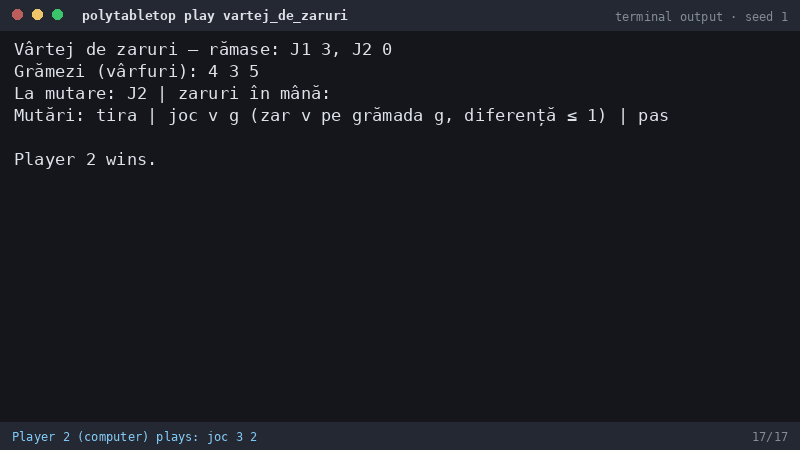 polytabletop play vartej_de_zaruri
terminal output · seed 1
Vârtej de zaruri — rămase: J1 3, J2 0
Grămezi (vârfuri): 4 3 5
La mutare: J2 | zaruri în mână:
Mutări: tira | joc v g (zar v pe grămada g, diferență ≤ 1) | pas
Player 2 wins.
Player 2 (computer) plays: joc 3 2
17/17